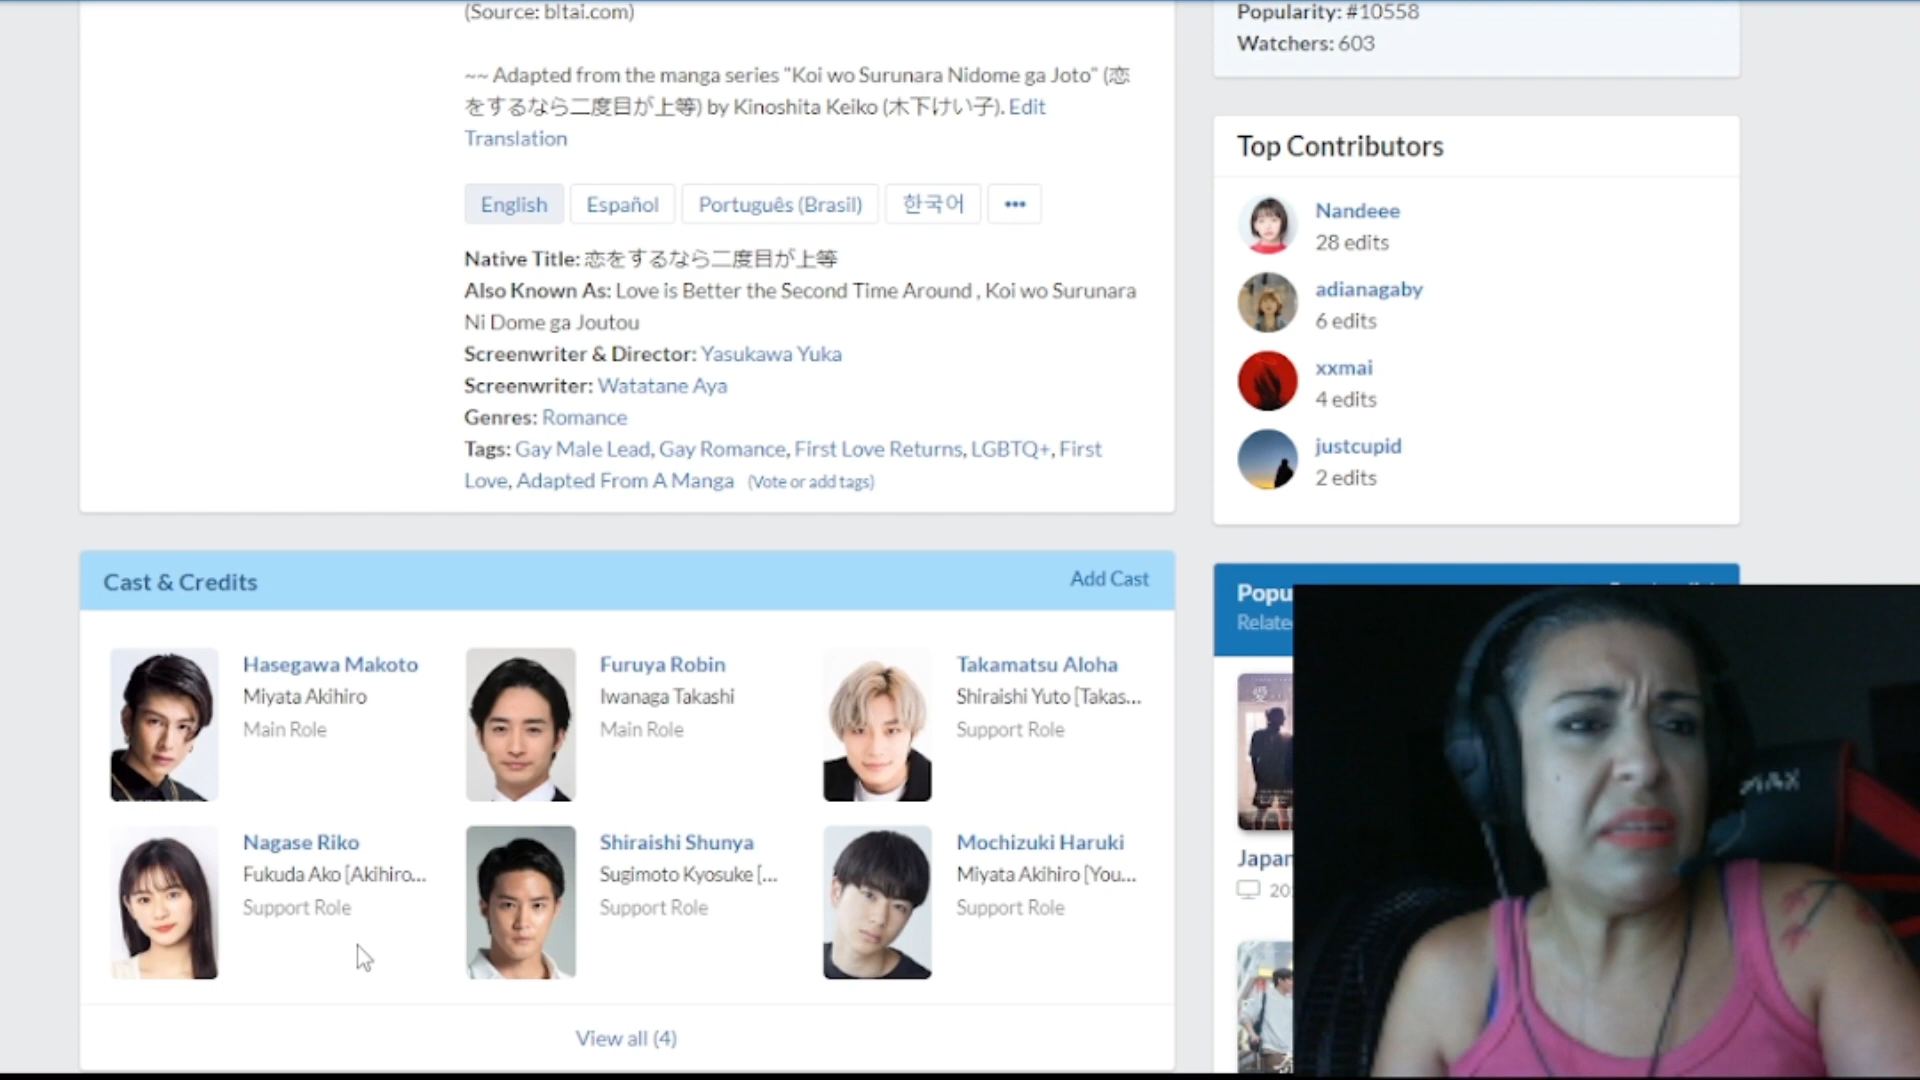 (Source: bltai.com)
~~ Adapted from the manga series "Koi wo Surunara Nidome ga Joto" (恋
をするなら二度目が上等) by Kinoshita Keiko (木下けい子). Edit
Translation
English
Español
Português (Brasil)
한국어
•••
Native Title: 恋をするなら二度目が上等
Also Known As: Love is Better the Second Time Around , Koi wo Surunara
Ni Dome ga Joutou
Screenwriter & Director: Yasukawa Yuka
Screenwriter: Watatane Aya
Genres: Romance
Tags: Gay Male Lead, Gay Romance, First Love Returns, LGBTQ+, First
Love, Adapted From A Manga (Vote or add tags)
Cast & Credits
Add Cast
Hasegawa Makoto
Miyata Akihiro
Main Role
Furuya Robin
Iwanaga Takashi
Main Role
Takamatsu Aloha
Shiraishi Yuto [Takas...
Support Role
Nagase Riko
Fukuda Ako [Akihiro...
Support Role
Shiraishi Shunya
Sugimoto Kyosuke [...
Support Role
Mochizuki Haruki
Miyata Akihiro [You...
Support Role
View all (4)
Popularity: #10558
Watchers: 603
Top Contributors
Nandeee
28 edits
adianagaby
6 edits
xxmai
4 edits
justcupid
2 edits
Popu
Relate
愛
Japan
20